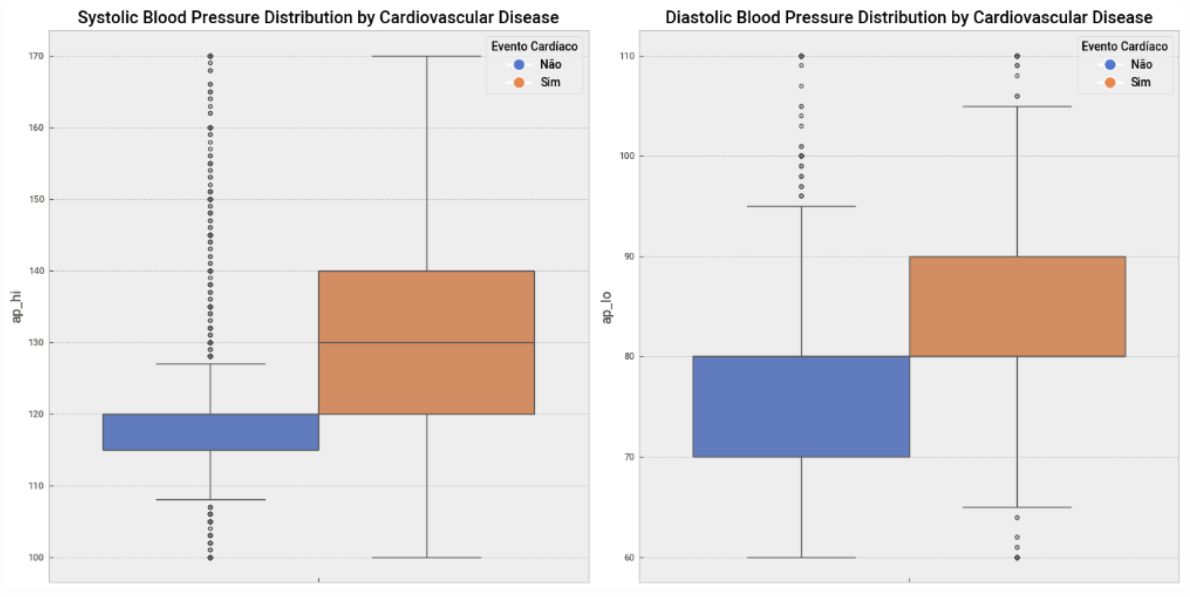 Systolic Blood Pressure Distribution by Cardiovascular Disease
Evento Cardíaco
Não
Sim
170
160
150
140
130
120
110
100
ap_hi
Diastolic Blood Pressure Distribution by Cardiovascular Disease
Evento Cardíaco
Não
Sim
110
100
90
80
70
60
ap_lo